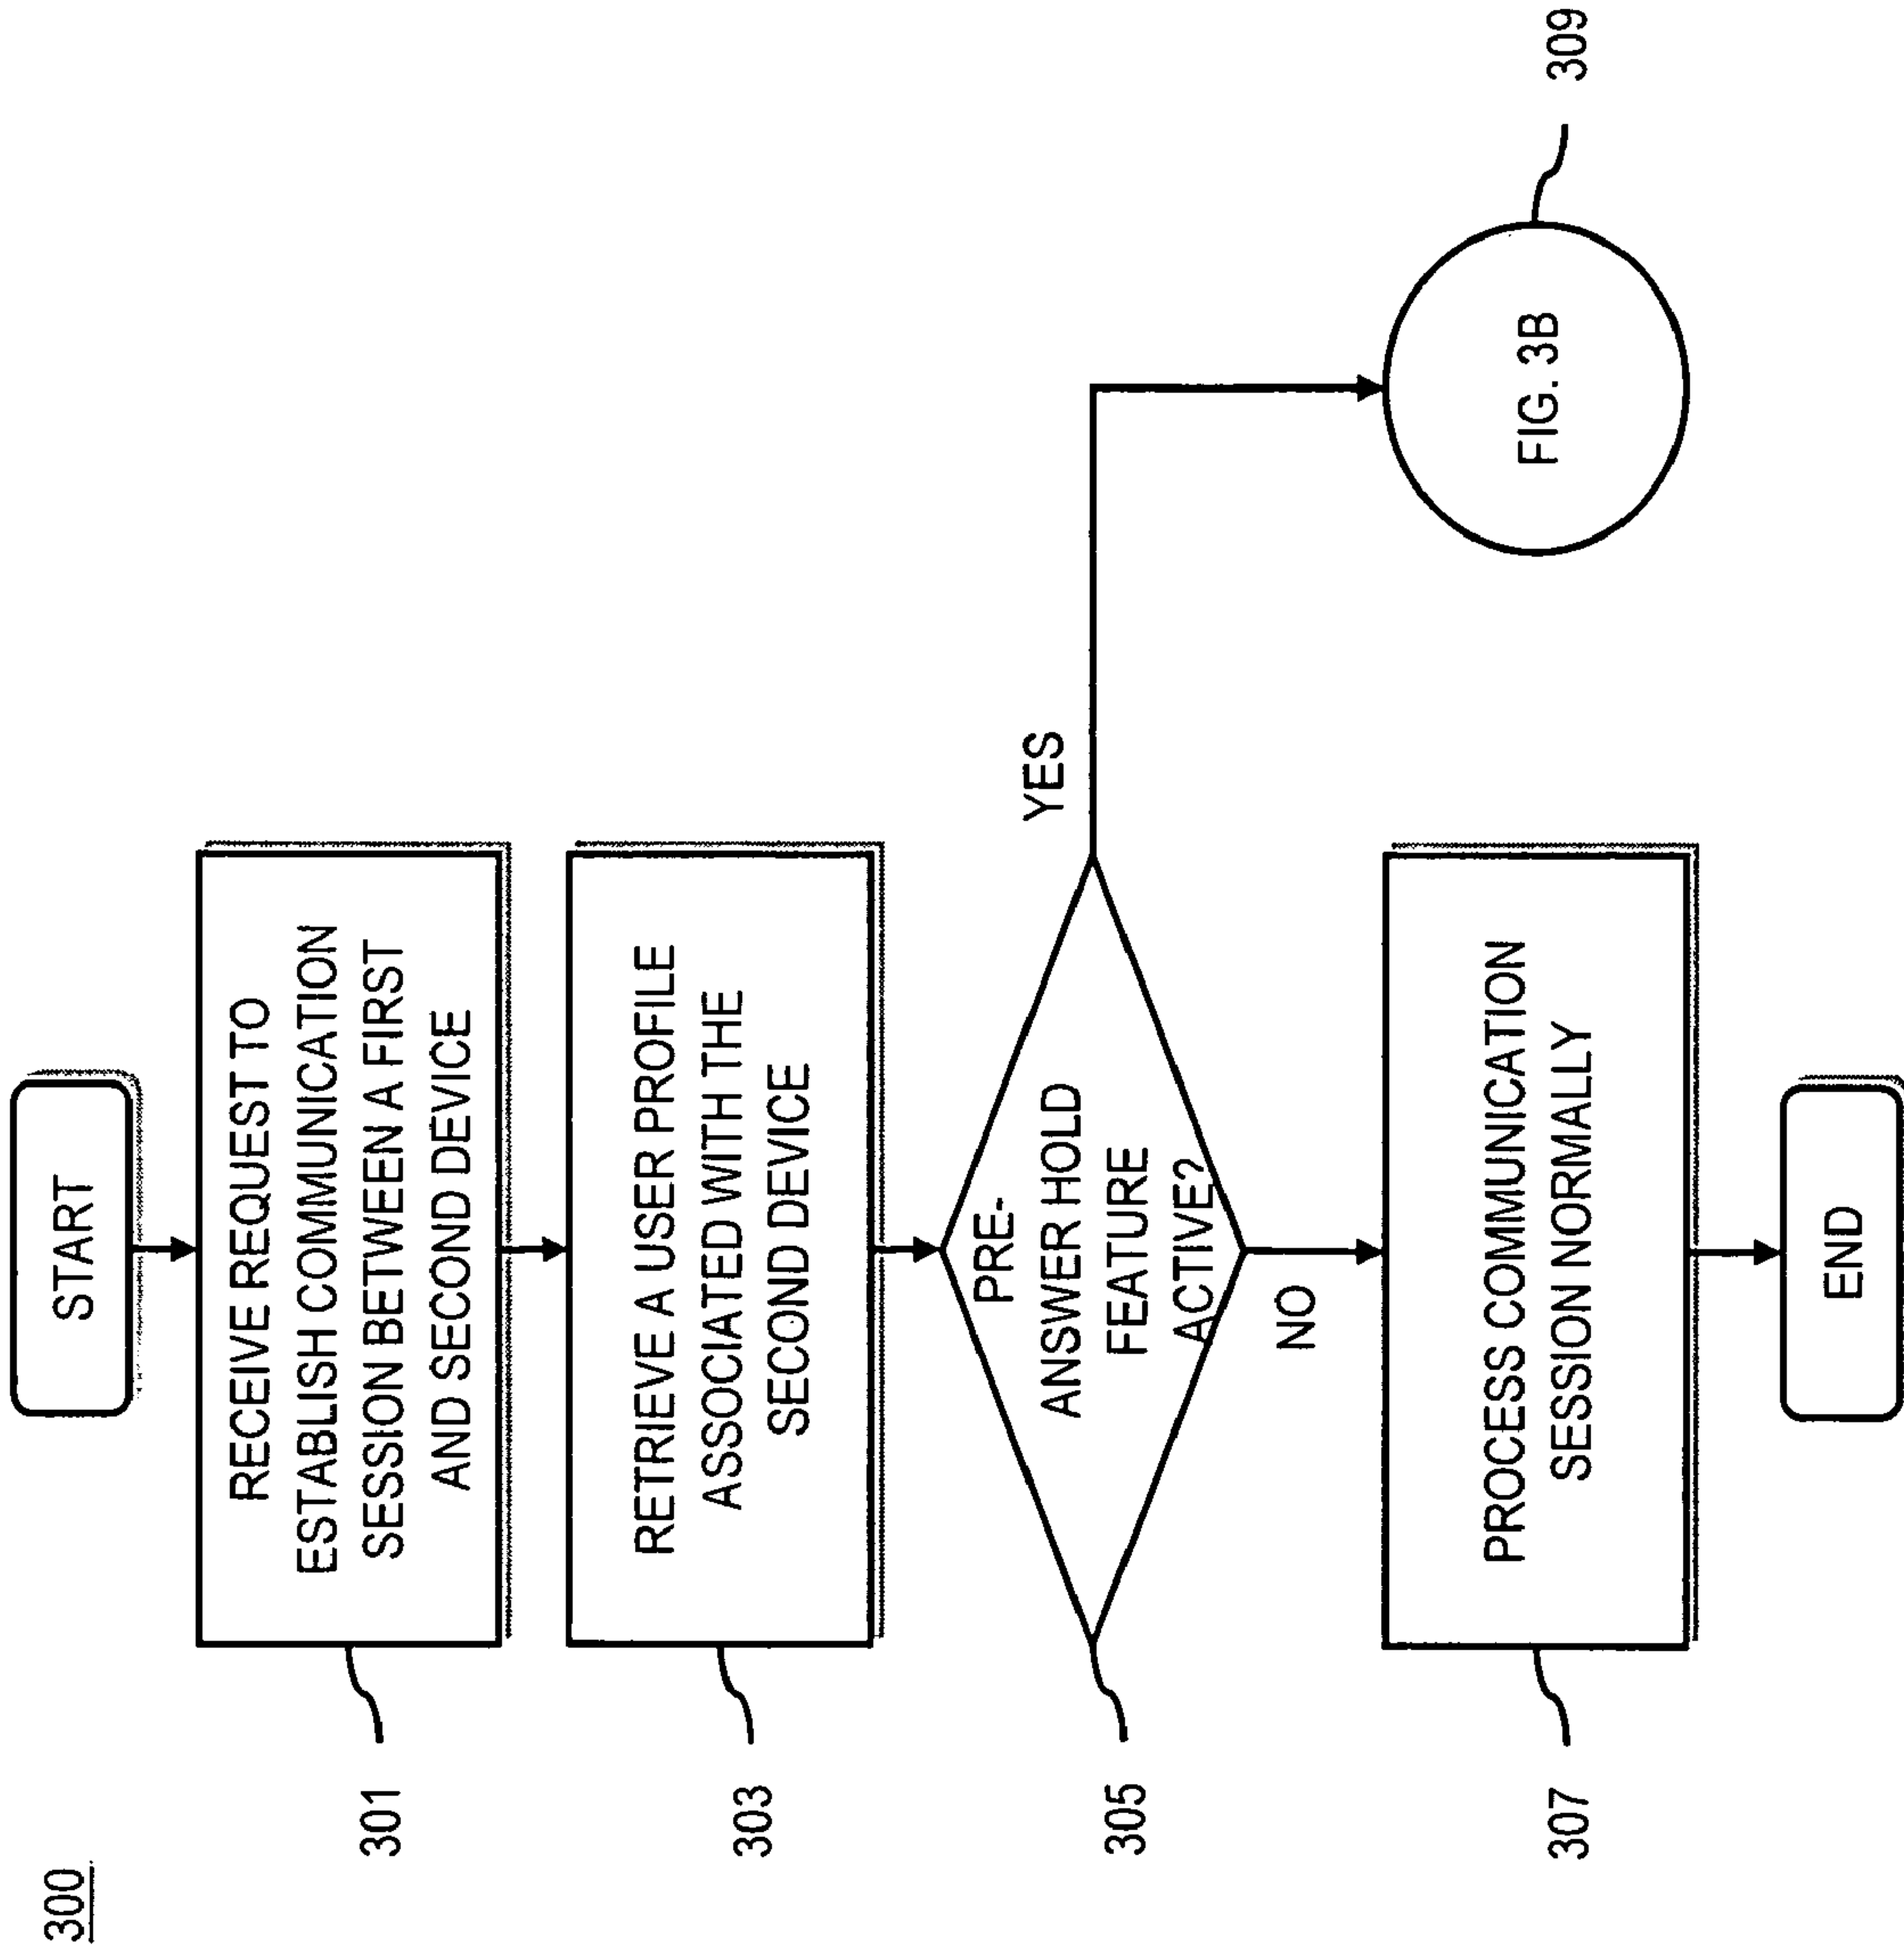 300
START
301
RECEIVE REQUEST TO
ESTABLISH COMMUNICATION
SESSION BETWEEN A FIRST
AND SECOND DEVICE
303
RETRIEVE A USER PROFILE
ASSOCIATED WITH THE
SECOND DEVICE
305
PRE-
ANSWER HOLD
FEATURE
ACTIVE?
YES
NO
307
PROCESS COMMUNICATION
SESSION NORMALLY
FIG. 3B
309
END